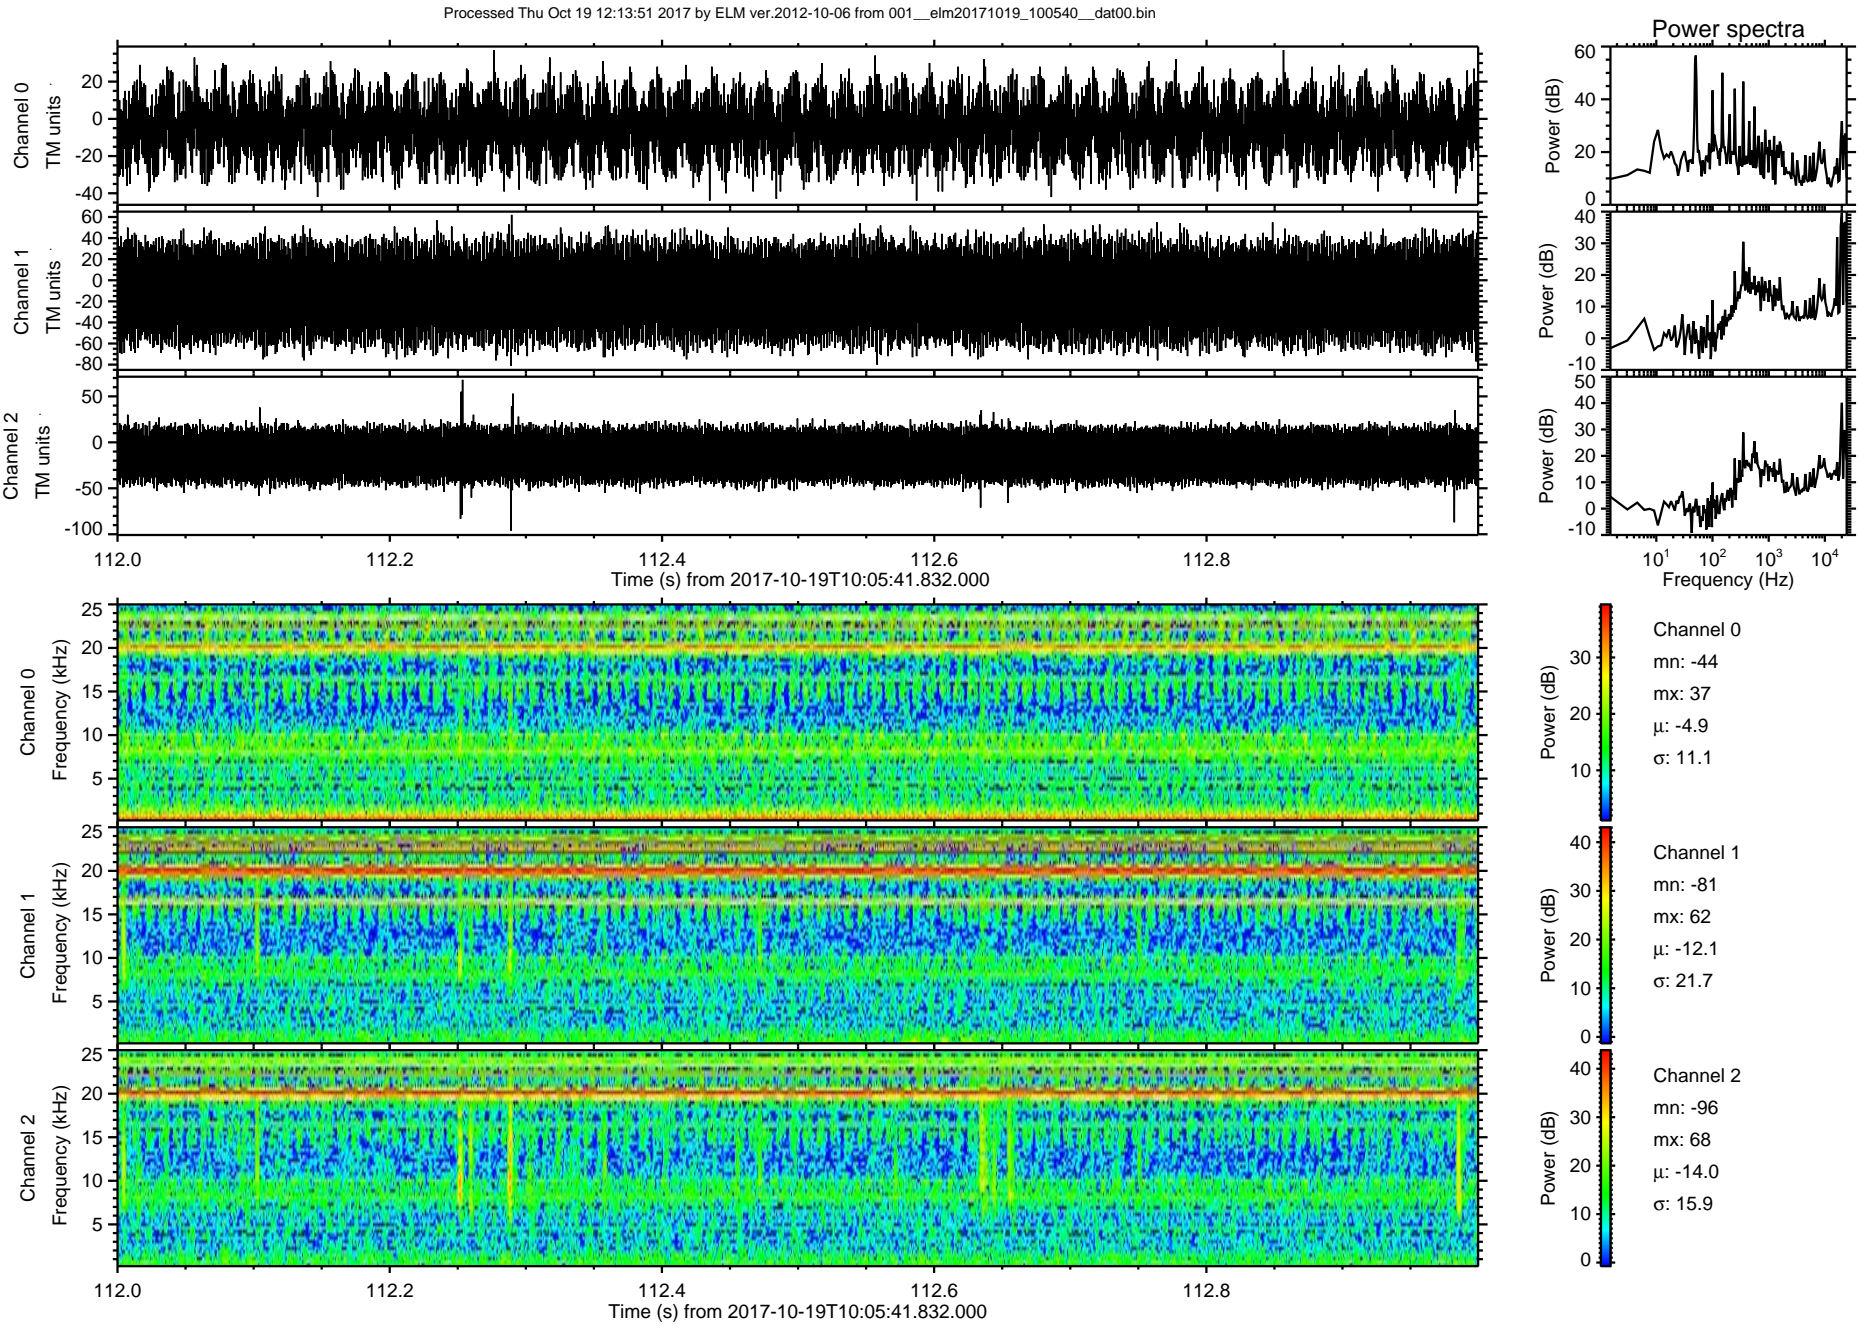 Processed Thu Oct 19 12:13:51 2017 by ELM ver.2012-10-06 from 001__elm20171019_100540__dat00.bin
Power spectra
Channel 0
TM units
20
0
-20
-40
Power (dB)
60
40
20
0
Channel 1
TM units
60
40
20
0
-20
-40
-60
-80
Power (dB)
40
30
20
10
0
-10
Channel 2
TM units
50
0
-50
-100
Power (dB)
50
40
30
20
10
0
-10
112.0 112.2 112.4 112.6 112.8
Time (s) from 2017-10-19T10:05:41.832.000
10^1 10^2 10^3 10^4
Frequency (Hz)
Channel 0
Frequency (kHz)
25
20
15
10
5
Power (dB)
30
20
10
Channel 0
mn: -44
mx: 37
μ: -4.9
σ: 11.1
Channel 1
Frequency (kHz)
25
20
15
10
5
Power (dB)
40
30
20
10
0
Channel 1
mn: -81
mx: 62
μ: -12.1
σ: 21.7
Channel 2
Frequency (kHz)
25
20
15
10
5
Power (dB)
40
30
20
10
0
Channel 2
mn: -96
mx: 68
μ: -14.0
σ: 15.9
112.0 112.2 112.4 112.6 112.8
Time (s) from 2017-10-19T10:05:41.832.000